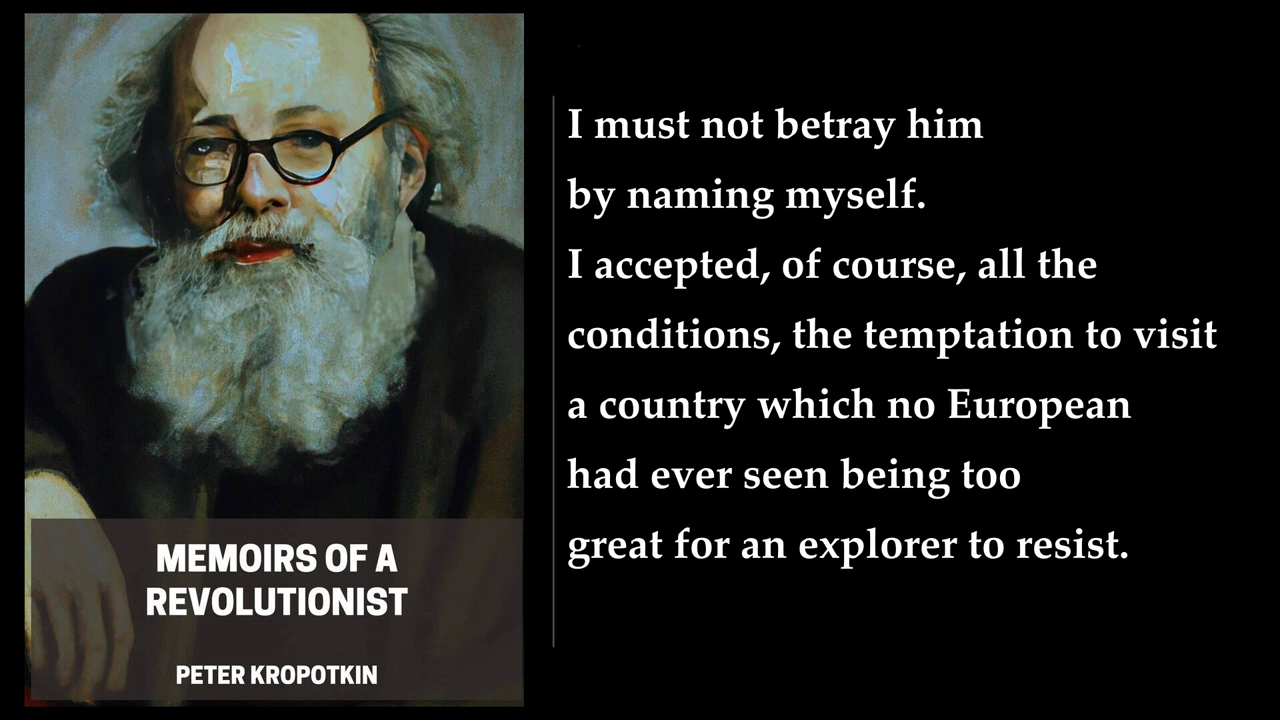 I must not betray him
by naming myself.
I accepted, of course, all the
conditions, the temptation to visit
a country which no European
had ever seen being too
great for an explorer to resist.
MEMOIRS OF A
REVOLUTIONIST
PETER KROPOTKIN